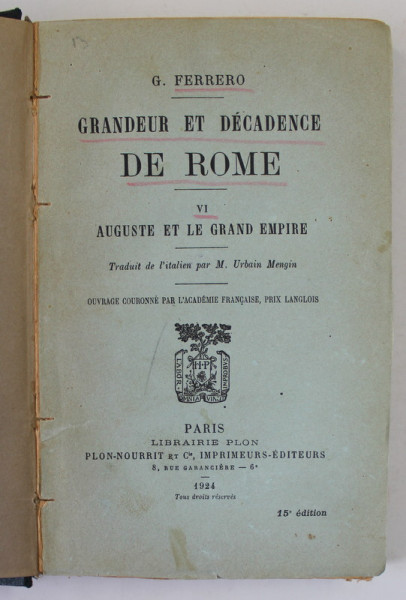 G. FERRERO
GRANDEUR ET DÉCADENCE
DE ROME
VI
AUGUSTE ET LE GRAND EMPIRE
Traduit de l'italien par M. Urbain Mengin
OUVRAGE COURONNÉ PAR L'ACADÉMIE FRANÇAISE, PRIX LANGLOIS
LABOR
H·P
IMPROBUS
PARIS
LIBRAIRIE PLON
PLON-NOURRIT ET Cie, IMPRIMEURS-ÉDITEURS
8, RUE GARANCIÈRE — 6e
1924
Tous droits réservés
15e édition